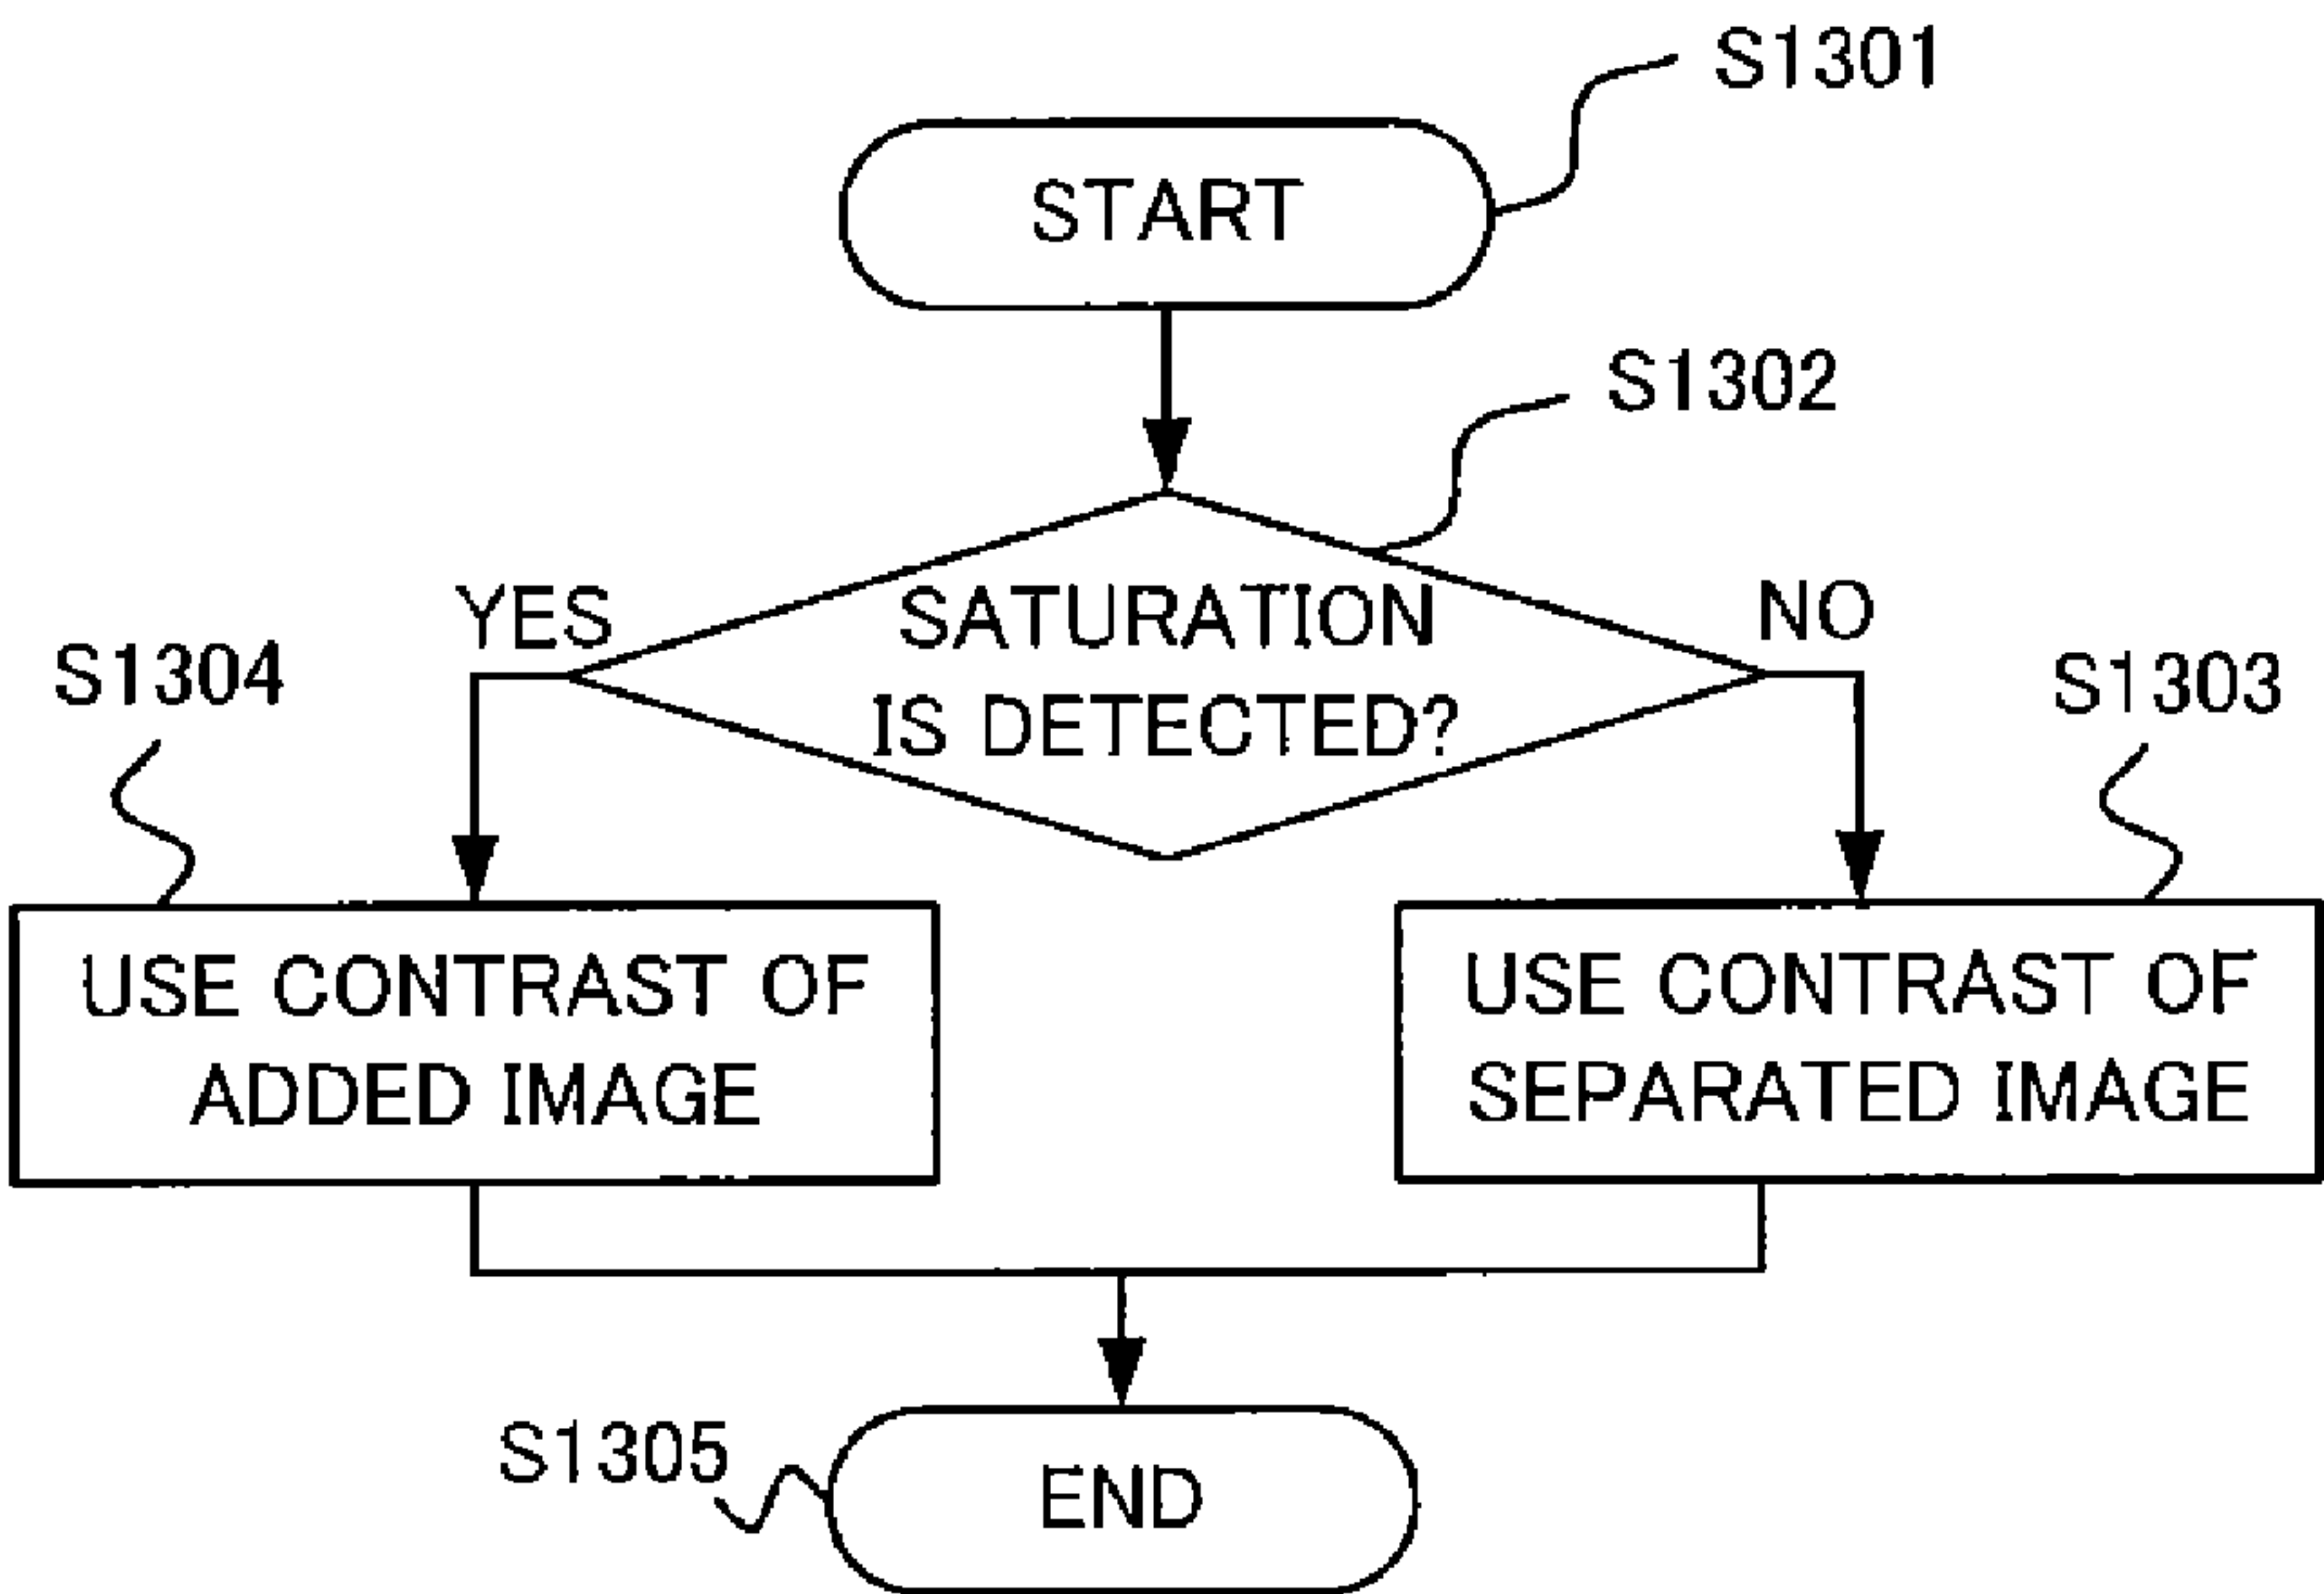 S1301
START
S1302
YES
SATURATION
IS DETECTED?
NO
S1304
S1303
USE CONTRAST OF
ADDED IMAGE
USE CONTRAST OF
SEPARATED IMAGE
S1305
END